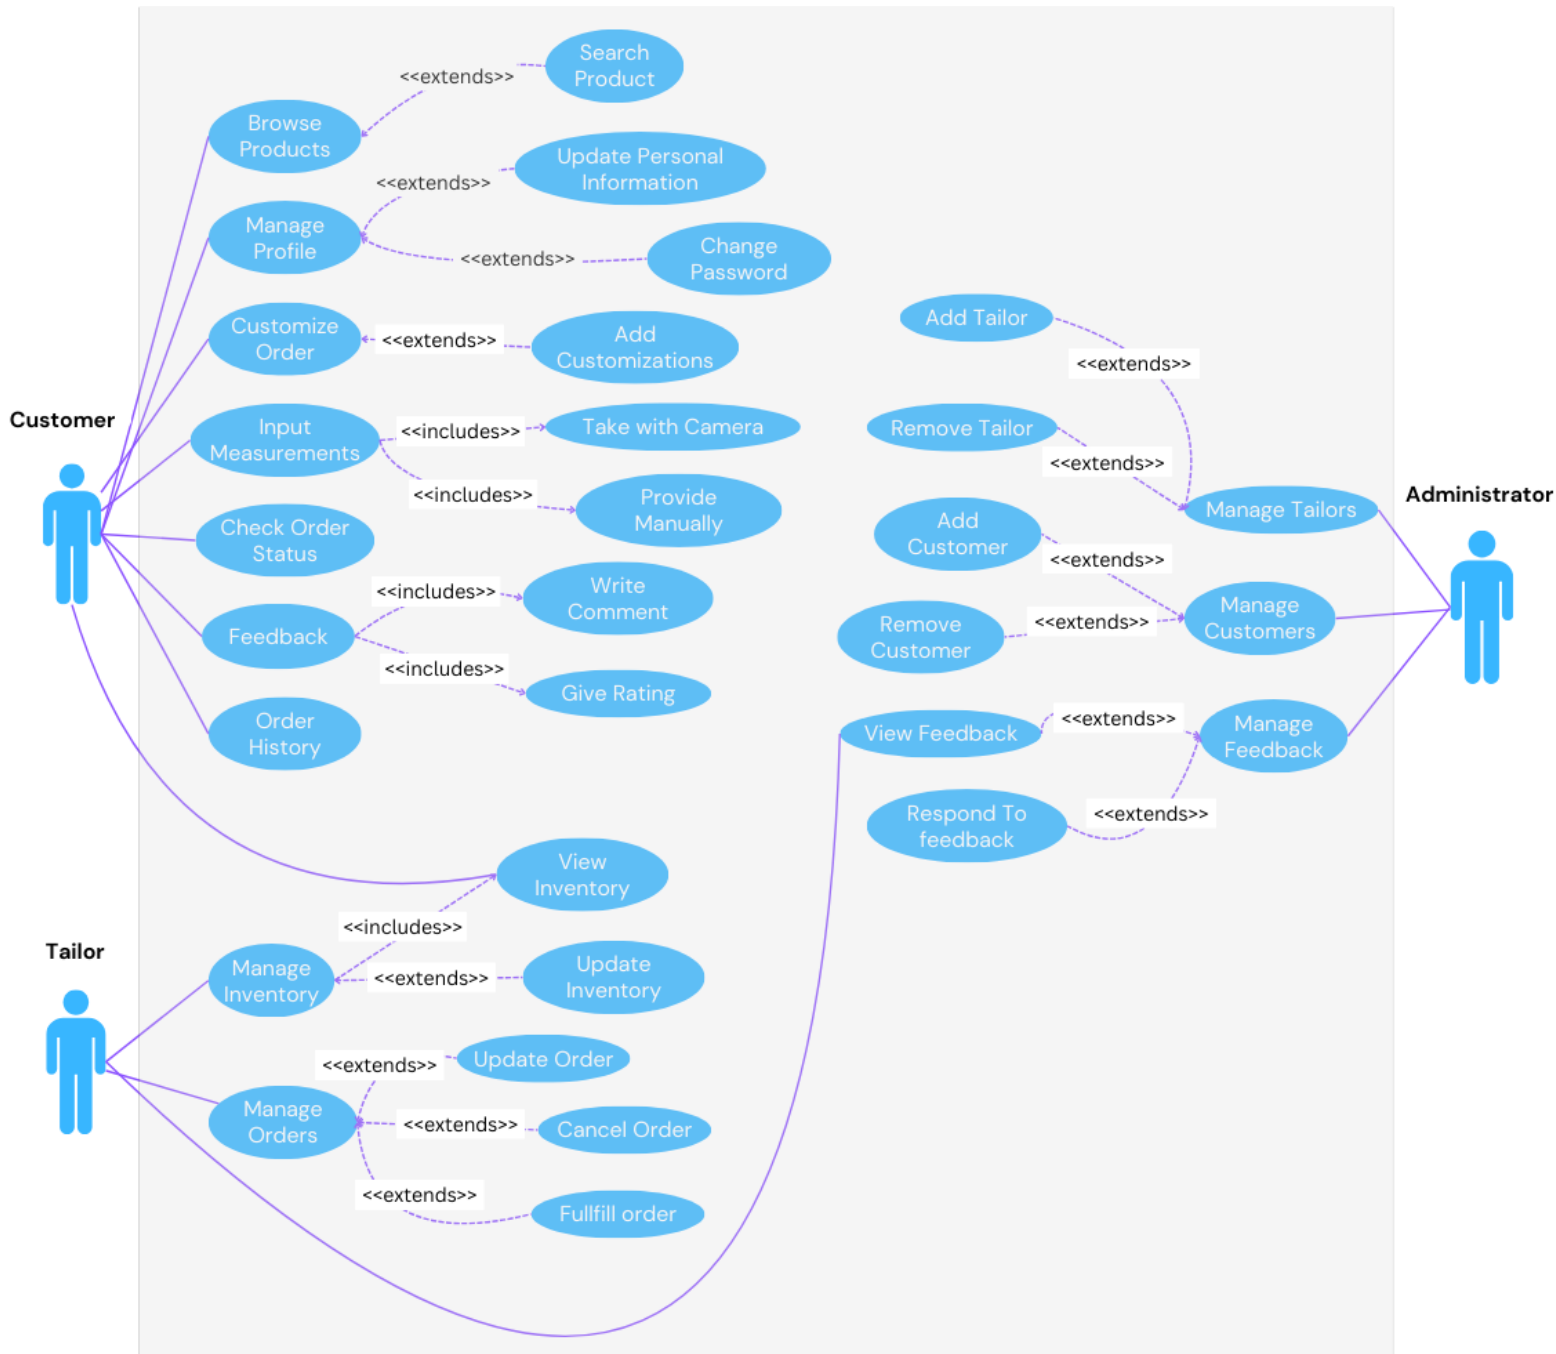 Search
Product
<<extends>>
Browse
Products
Update Personal
Information
<<extends>>
Manage
Profile
<<extends>>
Change
Password
Customize
Order
<<extends>>
Add
Customizations
Customer
Input
Measurements
<<includes>>
Take with Camera
<<includes>>
Provide
Manually
Check Order
Status
<<includes>>
Write
Comment
Feedback
<<includes>>
Give Rating
Order
History
Add Tailor
<<extends>>
Remove Tailor
<<extends>>
Manage Tailors
Administrator
Add
Customer
<<extends>>
Manage
Customers
Remove
Customer
<<extends>>
View Feedback
<<extends>>
Manage
Feedback
Respond To
feedback
<<extends>>
View
Inventory
<<includes>>
Tailor
Manage
Inventory
<<extends>>
Update
Inventory
<<extends>>
Update Order
Manage
Orders
<<extends>>
Cancel Order
<<extends>>
Fullfill order